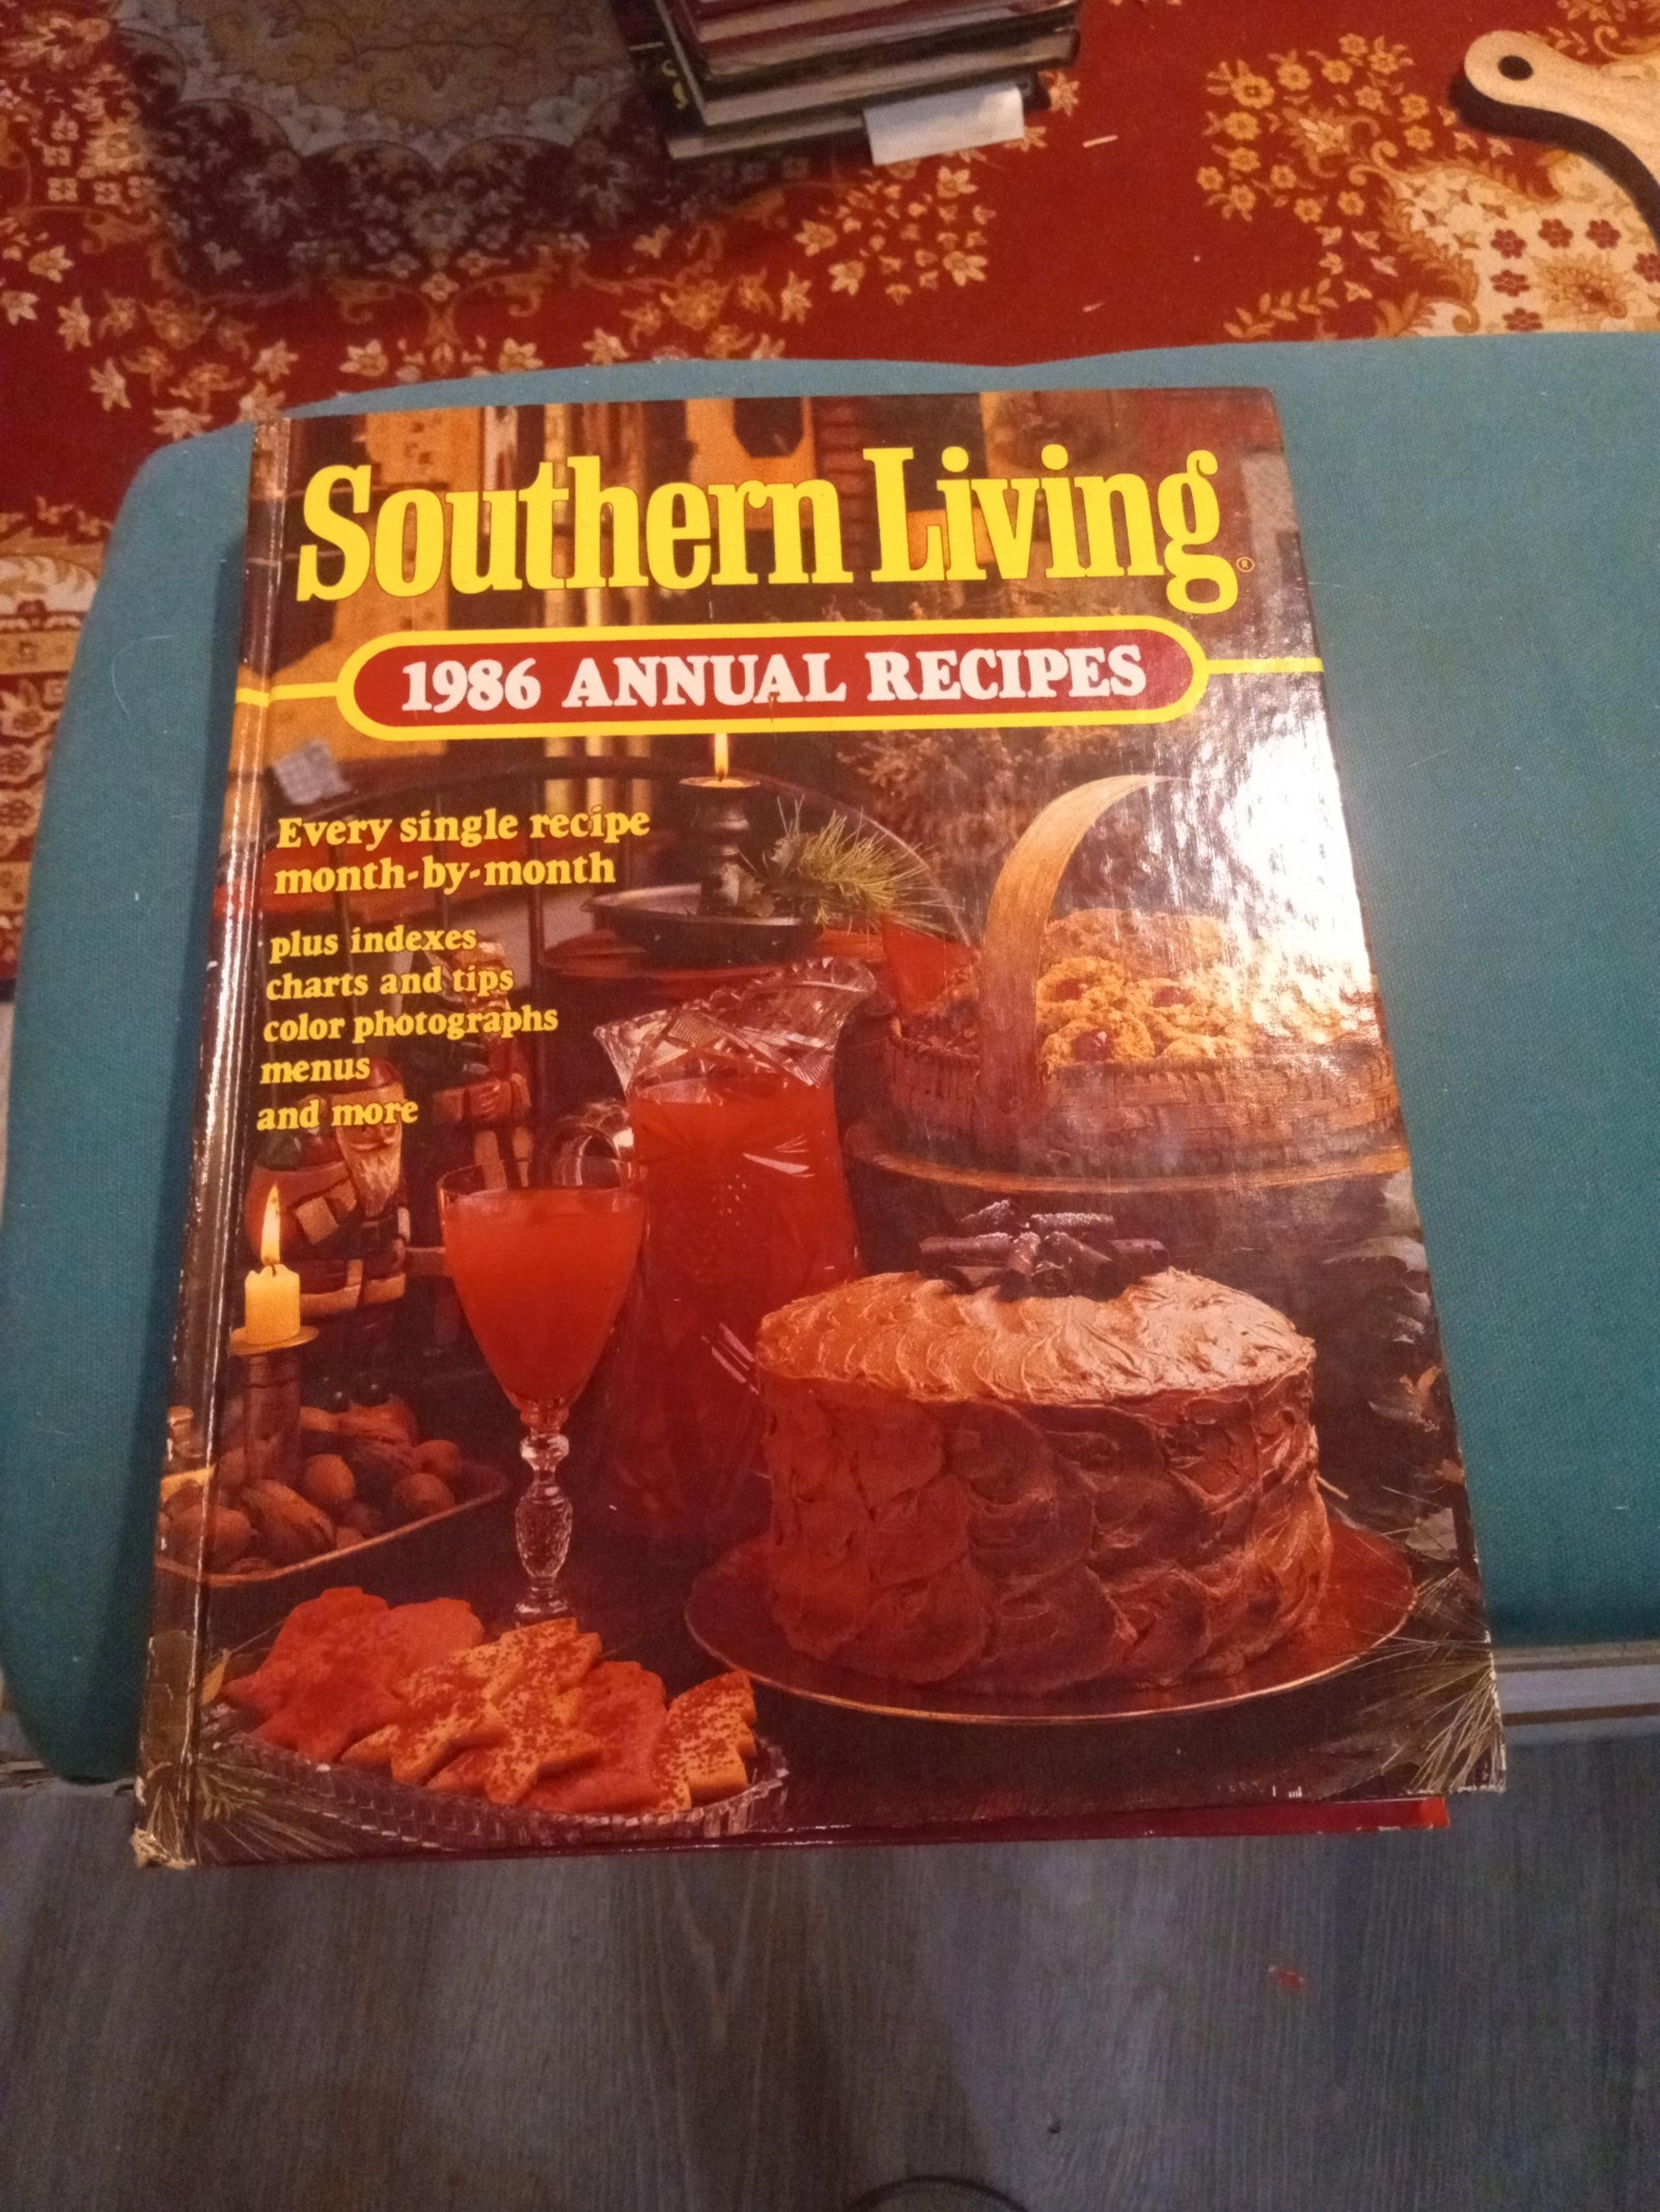 Southern Living®
1986 ANNUAL RECIPES
Every single recipe
month-by-month
plus indexes
charts and tips
color photographs
menus
and more